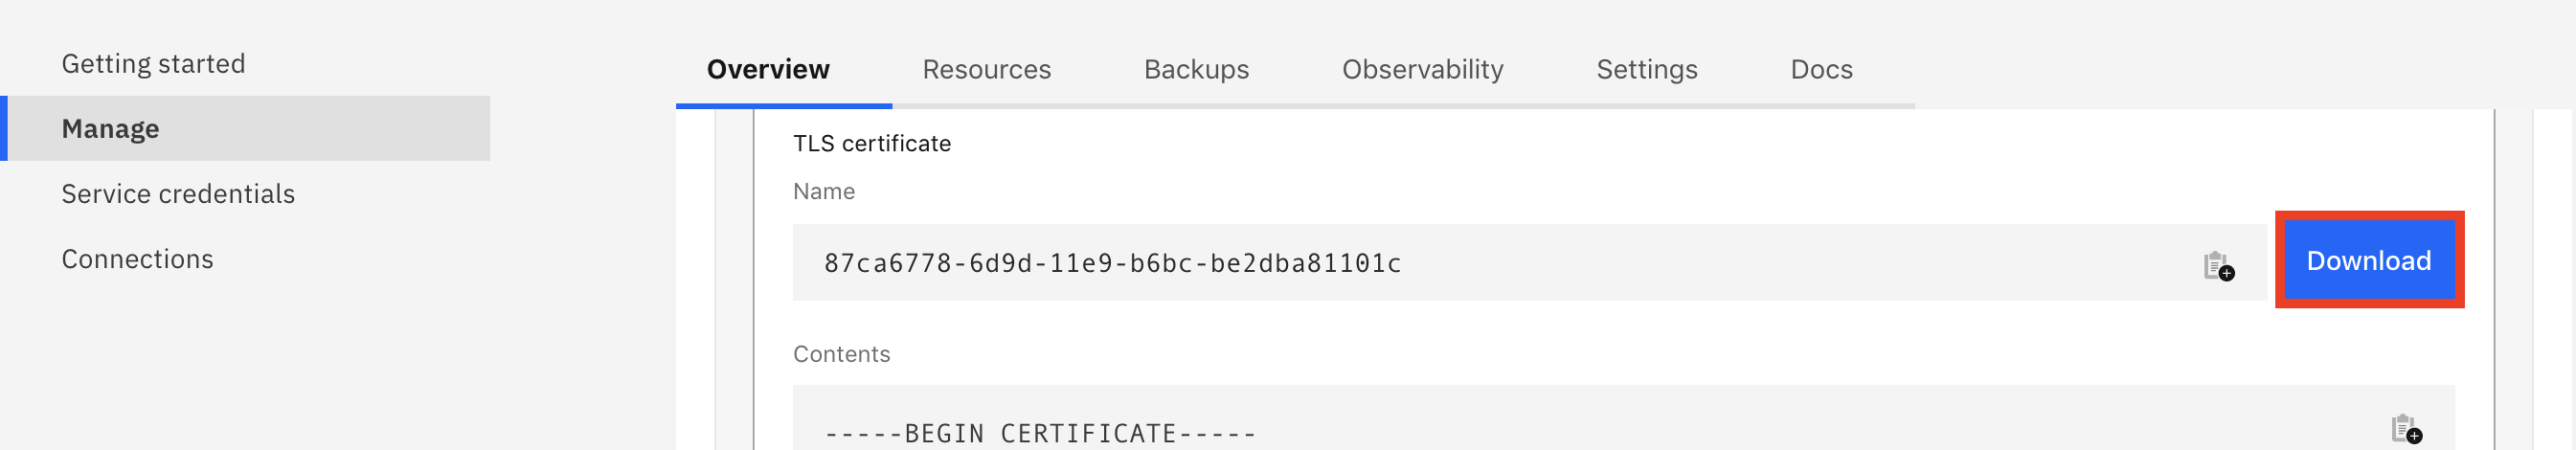 Getting started
Manage
Service credentials
Connections
Overview Resources Backups Observability Settings Docs
TLS certificate
Name
87ca6778-6d9d-11e9-b6bc-be2dba81101c
Download
Contents
-----BEGIN CERTIFICATE-----